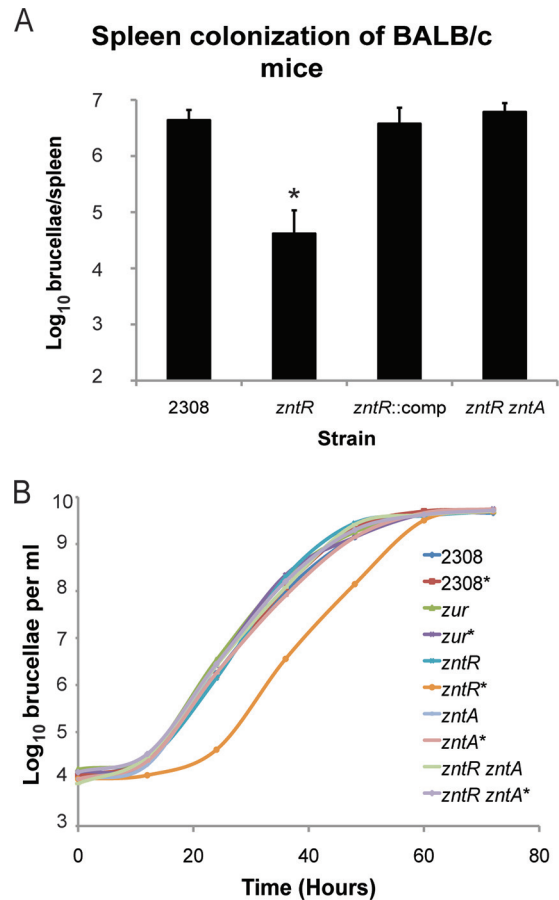 A
Spleen colonization of BALB/c
mice
Log10 brucellae/spleen
7
6
5
4
3
2
*
2308
zntR
zntR::comp
zntR zntA
Strain
B
Log10 brucellae per ml
10
9
8
7
6
5
4
3
2308
2308*
zur
zur*
zntR
zntR*
zntA
zntA*
zntR zntA
zntR zntA*
0
20
40
60
80
Time (Hours)